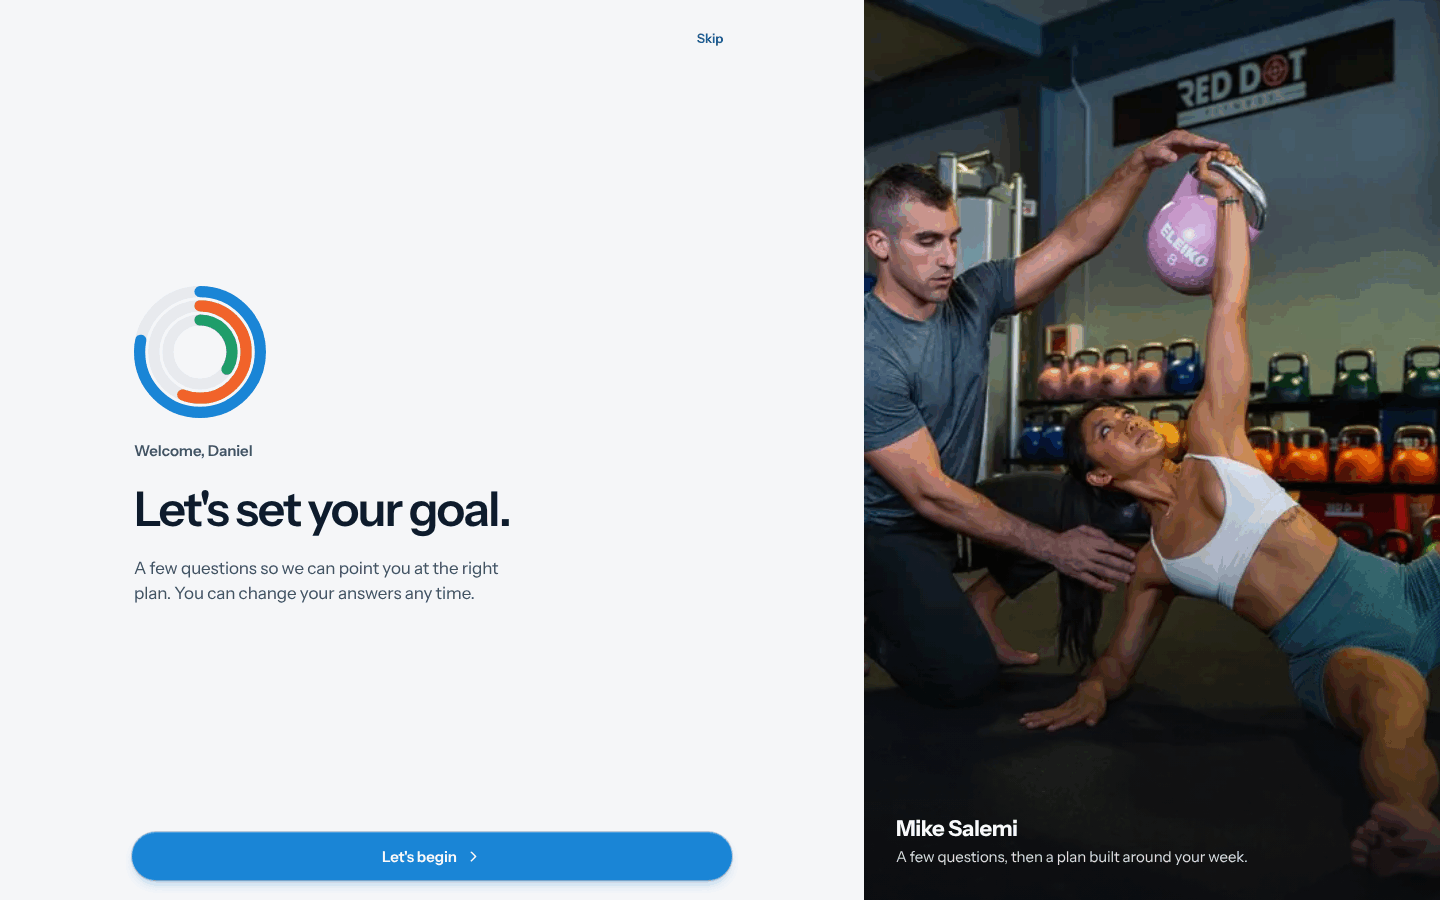 Skip
Welcome, Daniel
Let's set your goal.
A few questions so we can point you at the right
plan. You can change your answers any time.
Let's begin
RED DOT
ELEIKO
8
Mike Salemi
A few questions, then a plan built around your week.